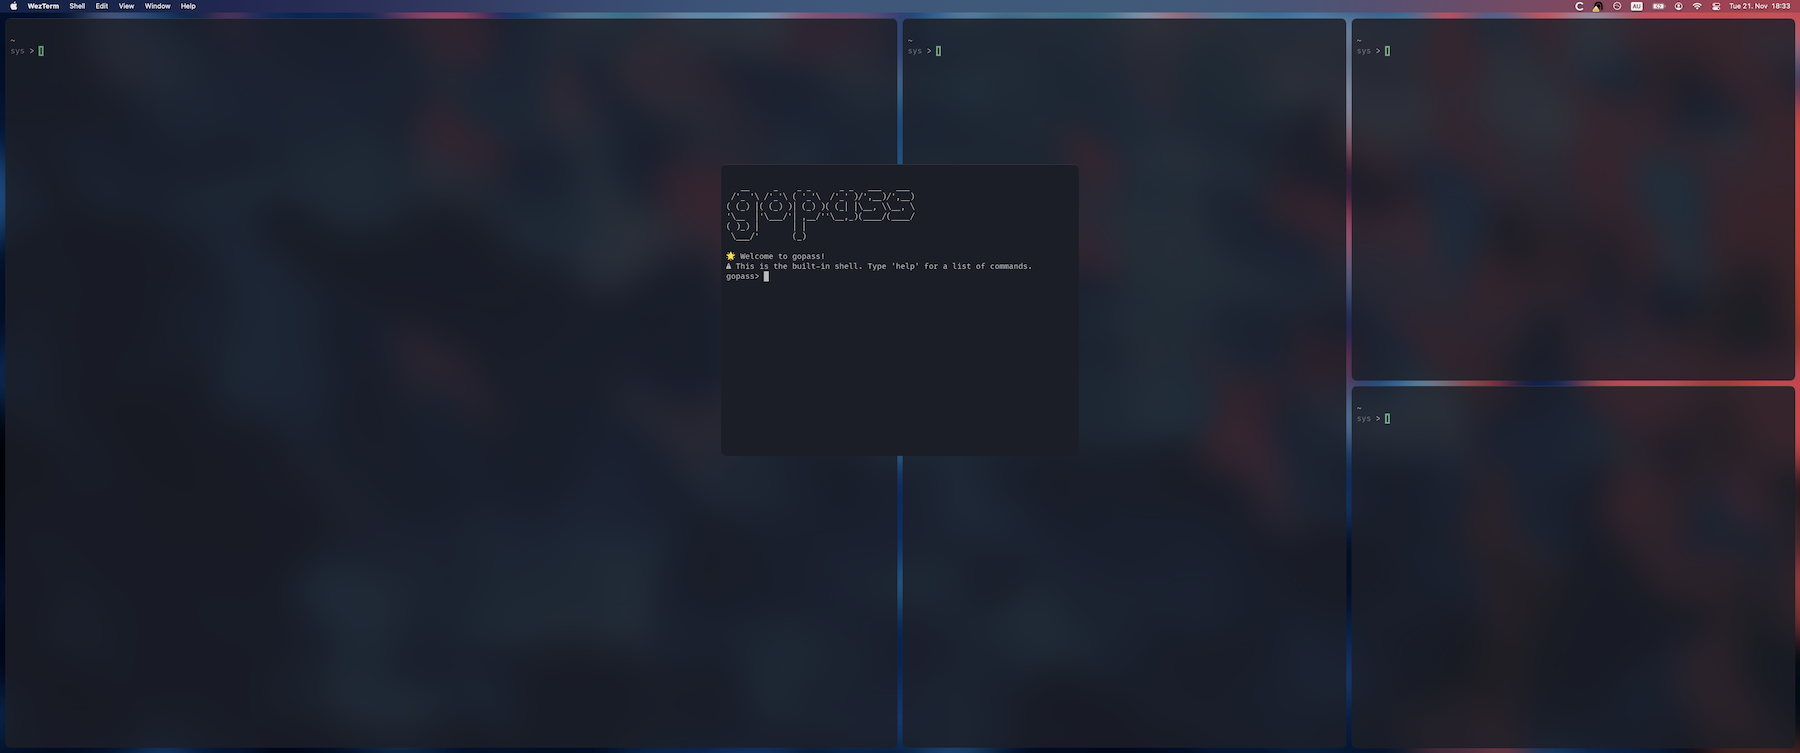 WezTerm Shell Edit View Window Help
AU Tue 21. Nov 18:33
~
sys >
~
sys >
~
sys >
gopass
🌟 Welcome to gopass!
This is the built-in shell. Type 'help' for a list of commands.
gopass>
~
sys >